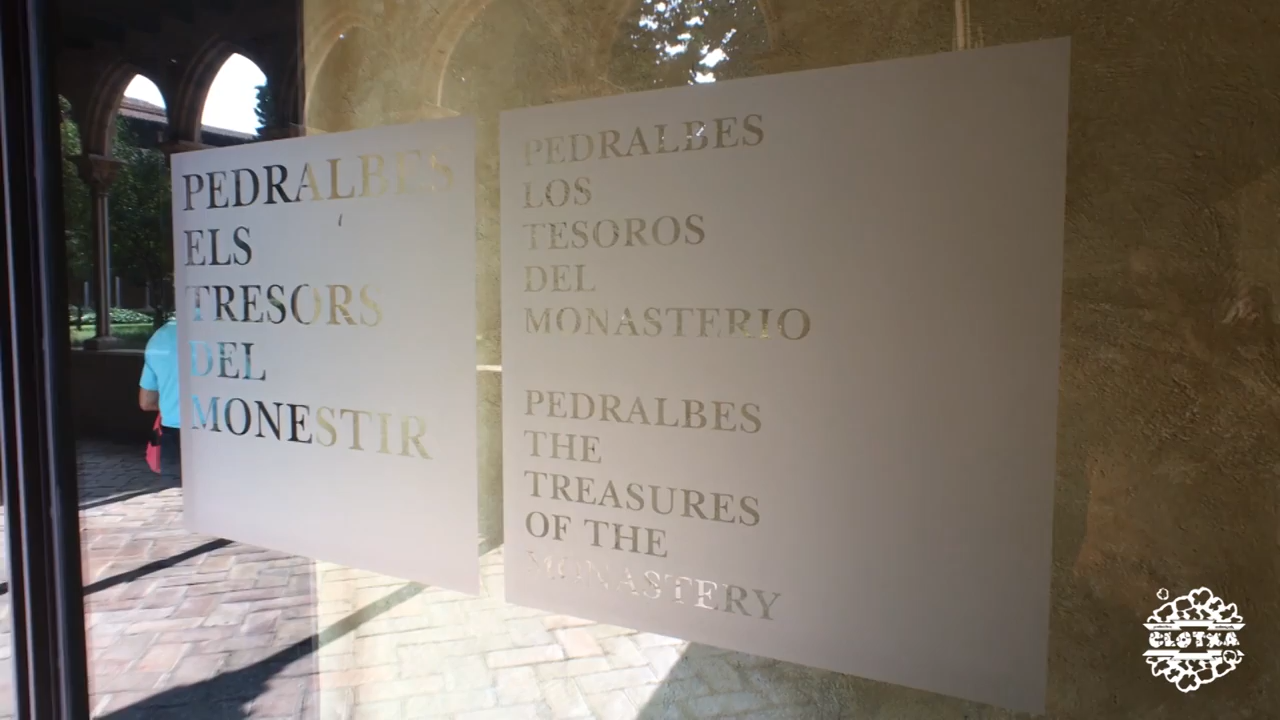 PEDRALBES
ELS
TRESORS
DEL
MONESTIR
PEDRALBES
LOS
TESOROS
DEL
MONASTERIO
PEDRALBES
THE
TREASURES
OF THE
MONASTERY
CLOTXA